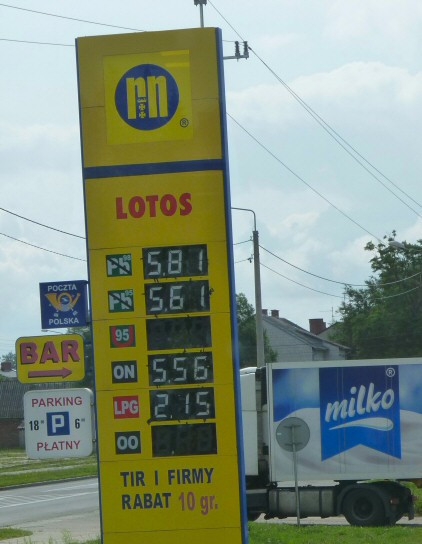 rn
®
LOTOS
5.81
95 5.61
95
ON 5.56
LPG 2.15
OO
TIR I FIRMY
RABAT 10 gr.
POCZTA
POLSKA
BAR
PARKING
18°° P 6°°
PŁATNY
milko
®